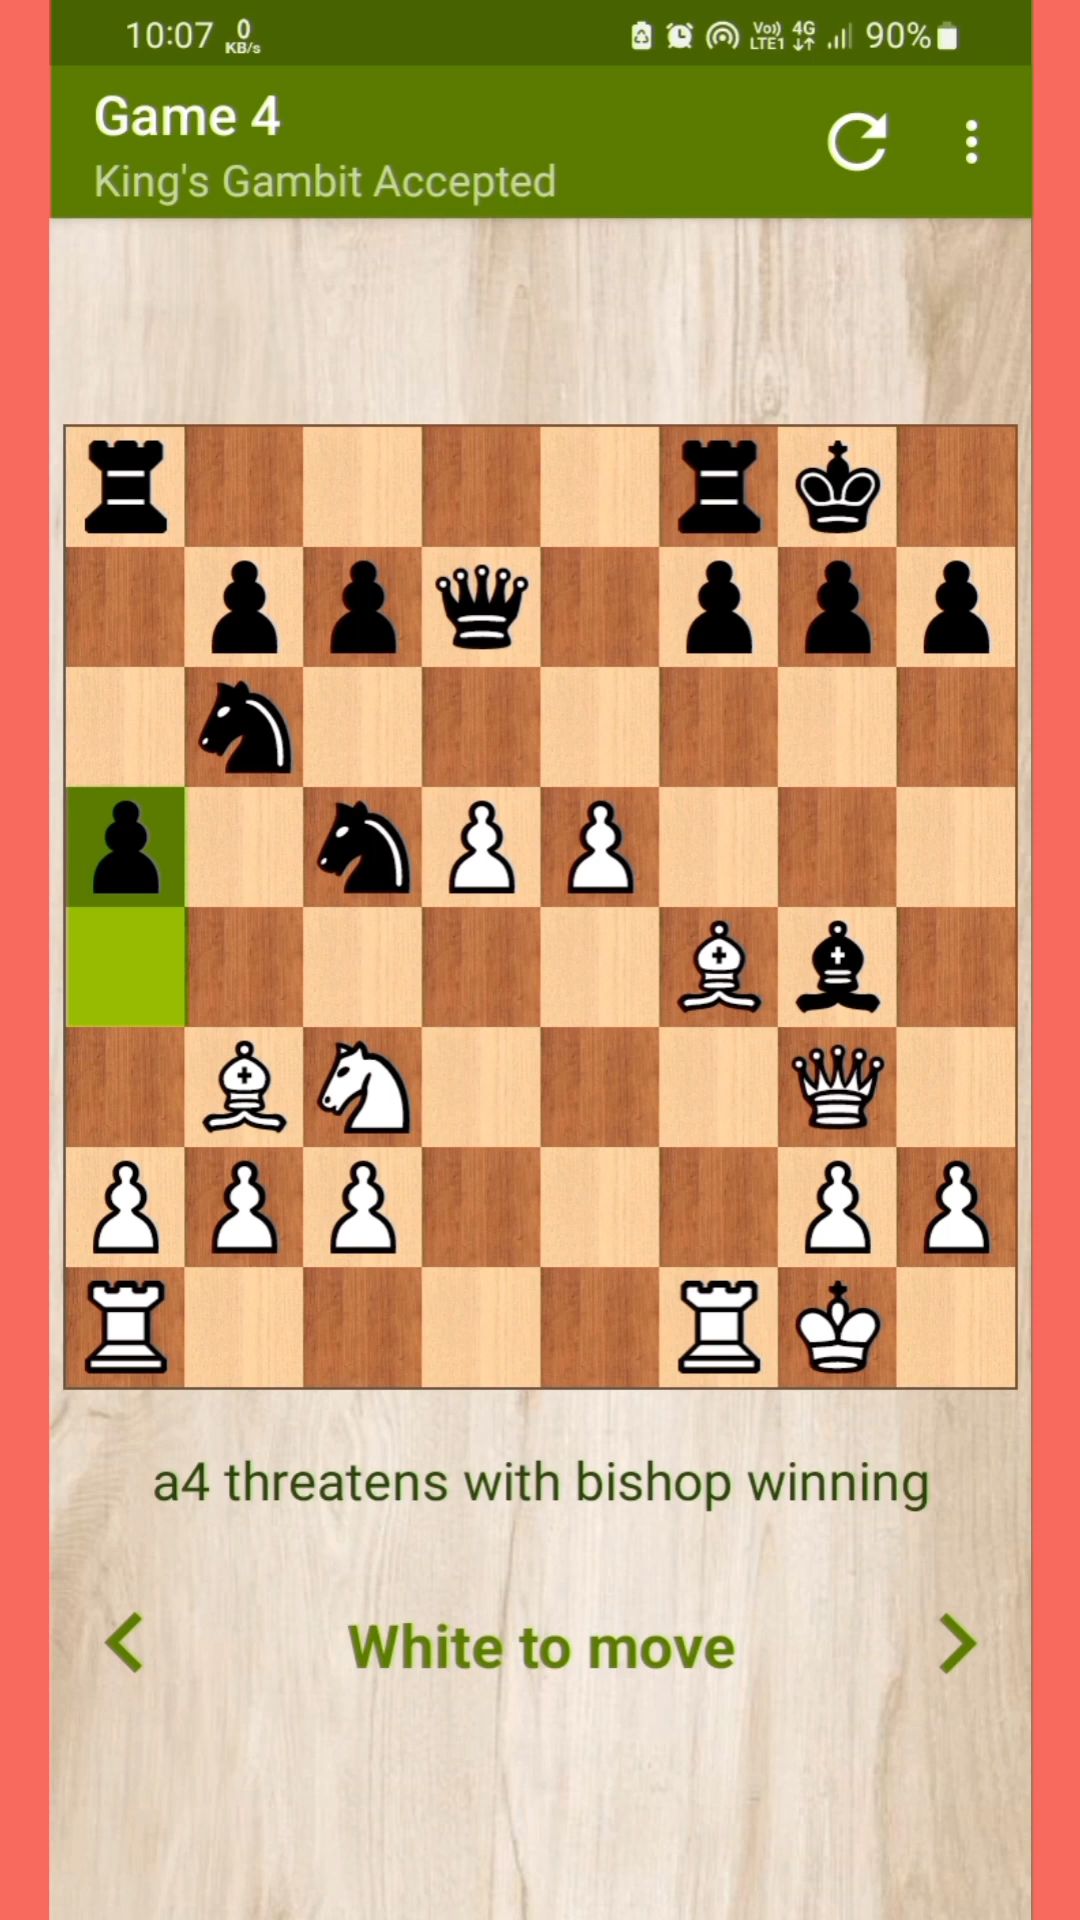 10:07 0 KB/s Vo)) LTE1 4G 90%
Game 4
King's Gambit Accepted
a4 threatens with bishop winning
White to move